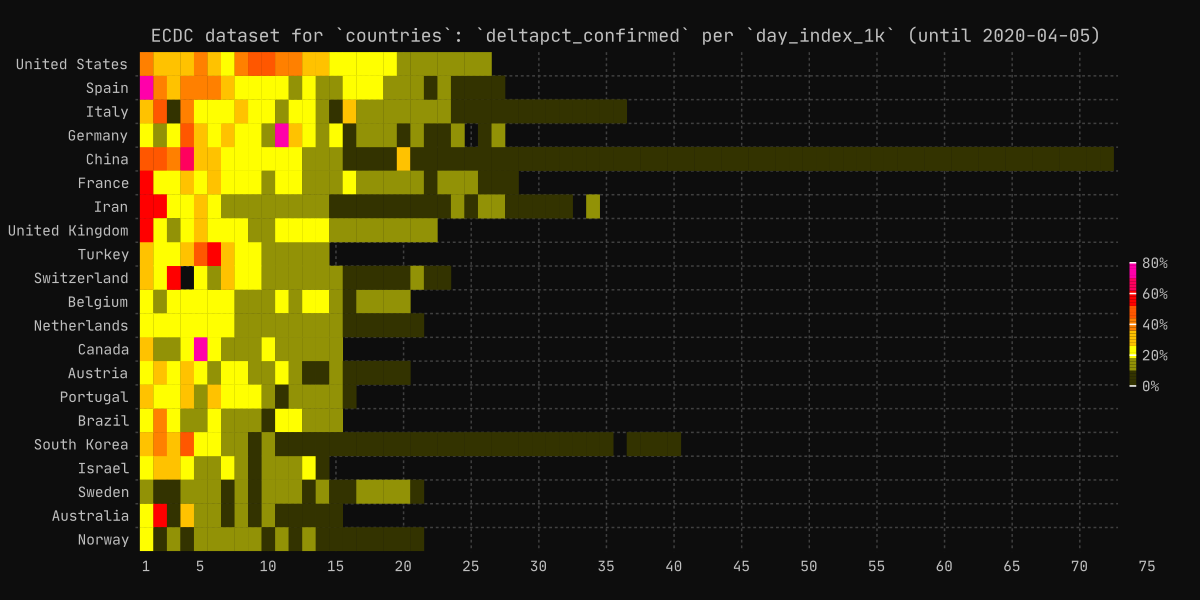 ECDC dataset for `countries`: `deltapct_confirmed` per `day_index_1k` (until 2020-04-05)
United States
Spain
Italy
Germany
China
France
Iran
United Kingdom
Turkey
Switzerland
Belgium
Netherlands
Canada
Austria
Portugal
Brazil
South Korea
Israel
Sweden
Australia
Norway
1 5 10 15 20 25 30 35 40 45 50 55 60 65 70 75
80%
60%
40%
20%
0%